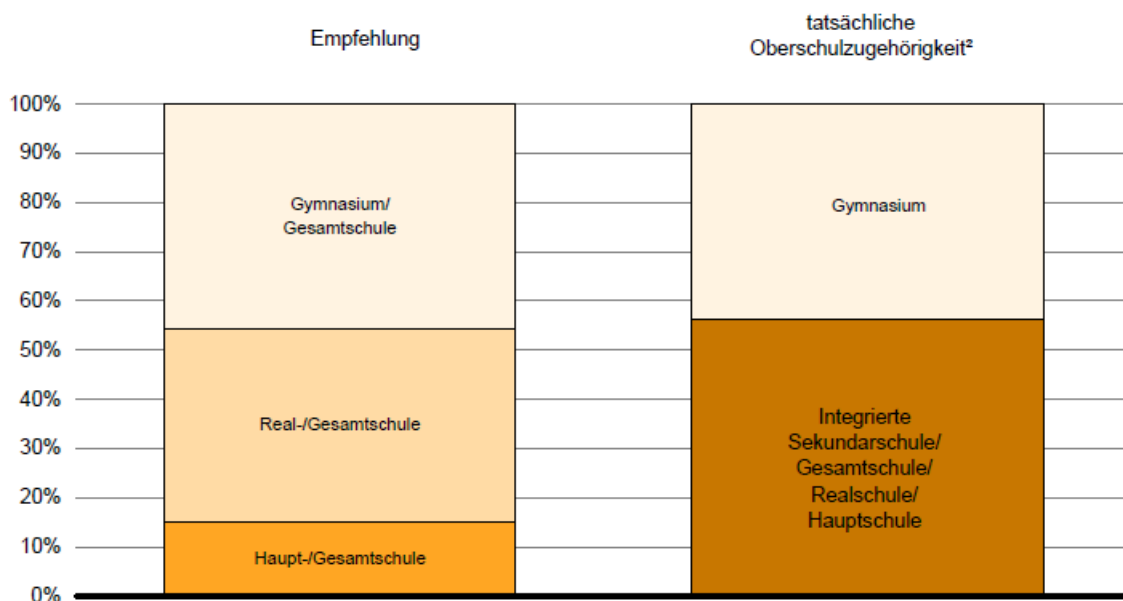 Empfehlung
tatsächliche
Oberschulzugehörigkeit²
100%
90%
80%
70%
60%
50%
40%
30%
20%
10%
0%
Gymnasium/
Gesamtschule
Real-/Gesamtschule
Haupt-/Gesamtschule
Gymnasium
Integrierte
Sekundarschule/
Gesamtschule/
Realschule/
Hauptschule